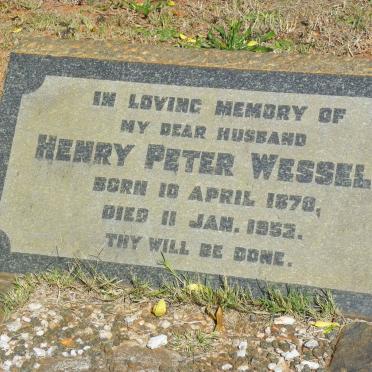 IN LOVING MEMORY OF
MY DEAR HUSBAND
HENRY PETER WESSEL
BORN 10 APRIL 1878,
DIED 11 JAN. 1952.
THY WILL BE DONE.